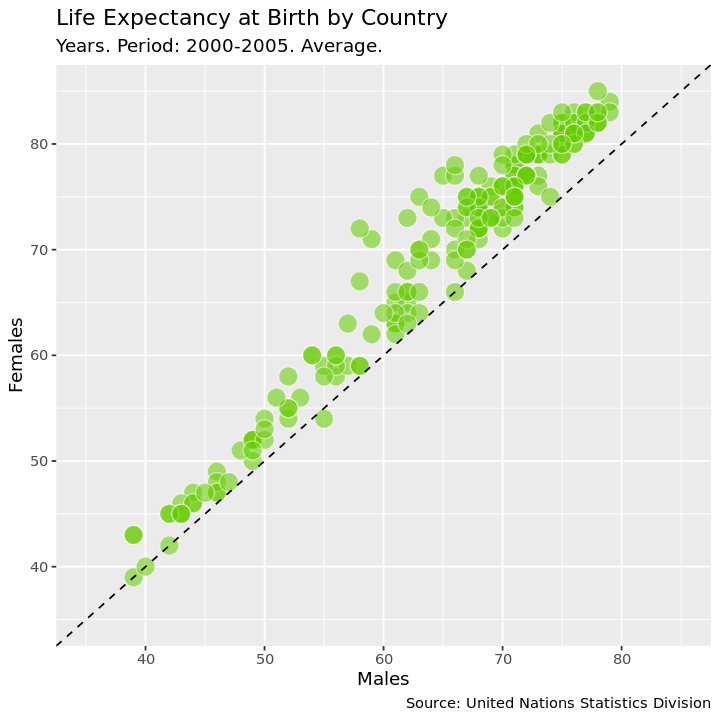 Life Expectancy at Birth by Country
Years. Period: 2000-2005. Average.
Females
80
70
60
50
40
40 50 60 70 80
Males
Source: United Nations Statistics Division